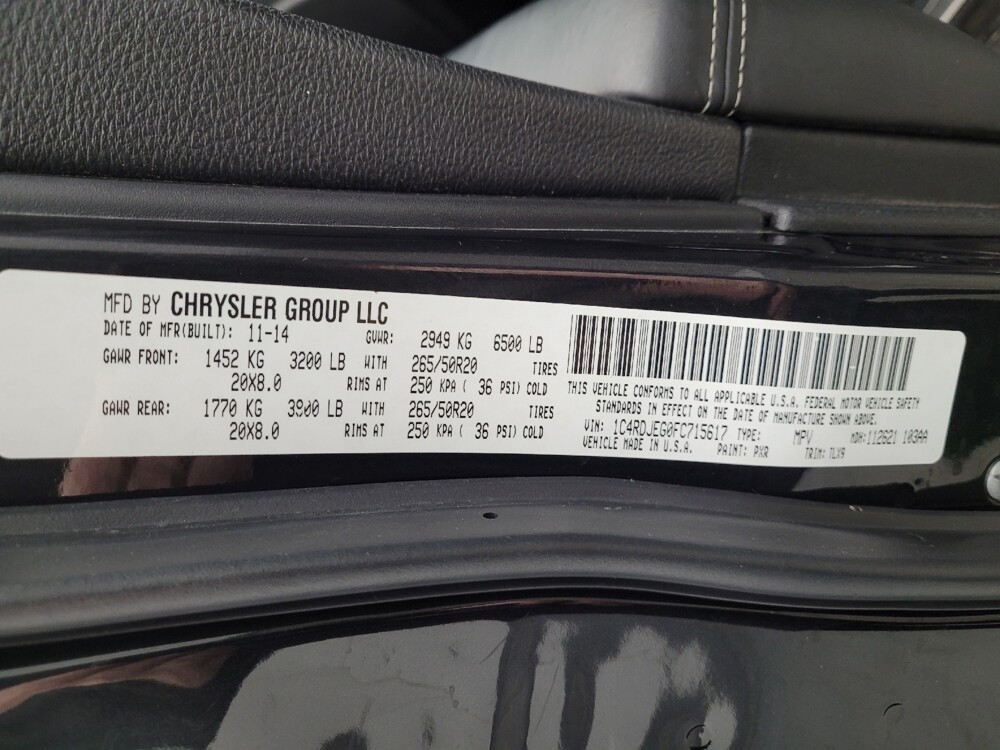 MFD BY CHRYSLER GROUP LLC
DATE OF MFR(BUILT): 11-14 GVWR: 2949 KG 6500 LB
GAWR FRONT: 1452 KG 3200 LB WITH 265/50R20 TIRES
20X8.0 RIMS AT 250 KPA ( 36 PSI) COLD
GAWR REAR: 1770 KG 3900 LB WITH 265/50R20 TIRES
20X8.0 RIMS AT 250 KPA ( 36 PSI) COLD
THIS VEHICLE CONFORMS TO ALL APPLICABLE U.S.A. FEDERAL MOTOR VEHICLE SAFETY
STANDARDS IN EFFECT ON THE DATE OF MANUFACTURE SHOWN ABOVE.
VIN: 1C4RDJEG0FC715617 TYPE: MPV MDH: 112621 103AA
VEHICLE MADE IN U.S.A. PAINT: PXR TRIM: TLX9